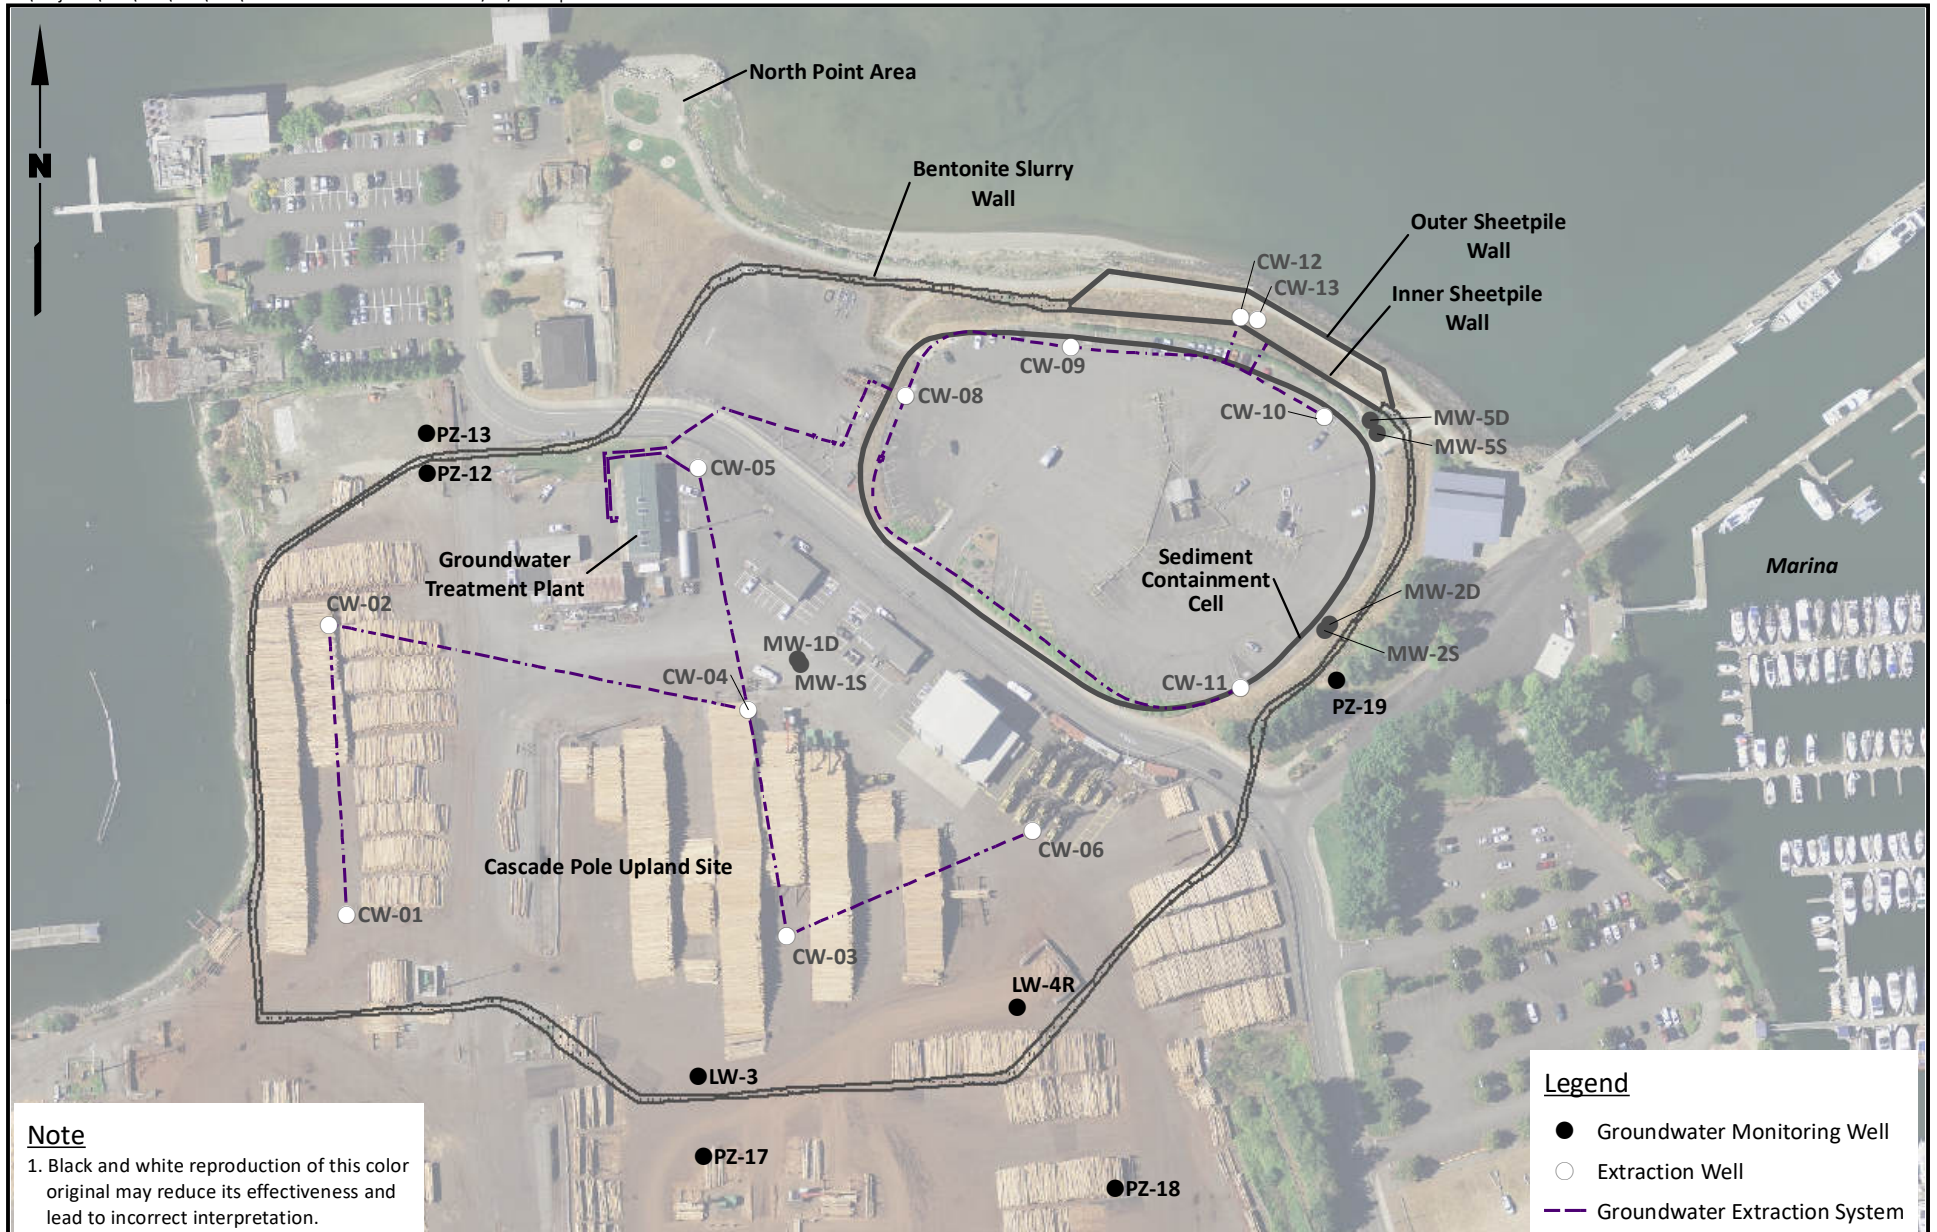 North Point Area
N
Bentonite Slurry
Wall
Outer Sheetpile
Wall
CW-12
CW-13
Inner Sheetpile
Wall
CW-09
CW-08
CW-10
MW-5D
MW-5S
PZ-13
PZ-12
CW-05
Groundwater
Treatment Plant
Sediment
Containment
Cell
Marina
CW-02
MW-2D
MW-2S
MW-1D
MW-1S
CW-04
CW-11
PZ-19
CW-06
Cascade Pole Upland Site
CW-01
CW-03
LW-4R
LW-3
PZ-17
PZ-18
Note
1. Black and white reproduction of this color
original may reduce its effectiveness and
lead to incorrect interpretation.
Legend
Groundwater Monitoring Well
Extraction Well
Groundwater Extraction System